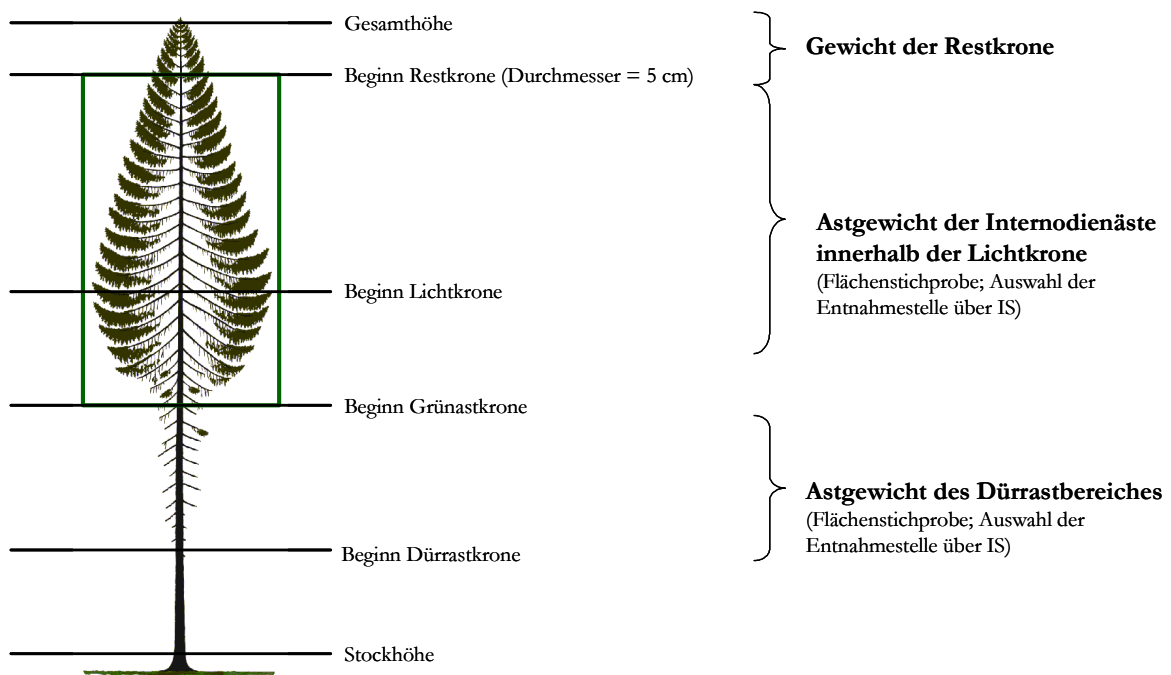 Gesamthöhe
Beginn Restkrone (Durchmesser = 5 cm)
Beginn Lichtkrone
Beginn Grünastkrone
Beginn Dürrastkrone
Stockhöhe
Gewicht der Restkrone
Astgewicht der Internodienäste
innerhalb der Lichtkrone
(Flächenstichprobe; Auswahl der
Entnahmestelle über IS)
Astgewicht des Dürrastbereiches
(Flächenstichprobe; Auswahl der
Entnahmestelle über IS)